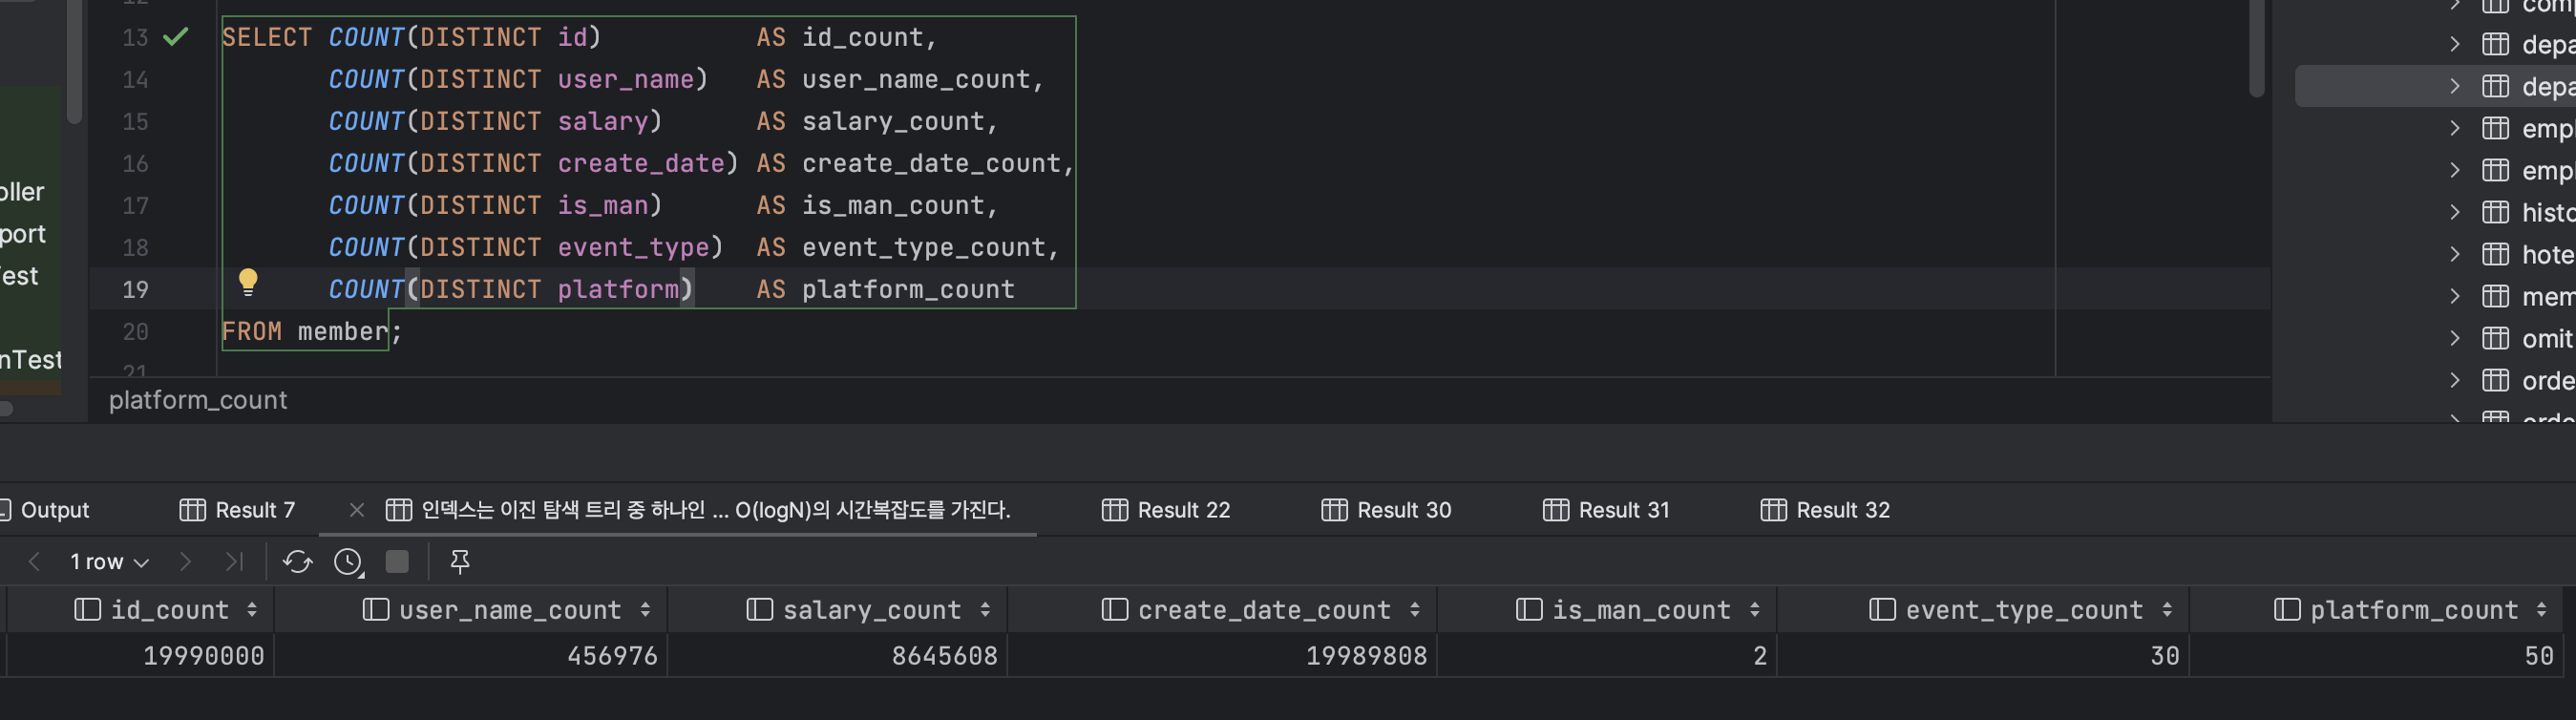 13 SELECT COUNT(DISTINCT id) AS id_count,
14 COUNT(DISTINCT user_name) AS user_name_count,
15 COUNT(DISTINCT salary) AS salary_count,
16 COUNT(DISTINCT create_date) AS create_date_count,
17 COUNT(DISTINCT is_man) AS is_man_count,
18 COUNT(DISTINCT event_type) AS event_type_count,
19 COUNT(DISTINCT platform) AS platform_count
20 FROM member;
21
platform_count
oller
port
est
nTest
com
depa
depa
emp
emp
histo
hote
mem
omit
orde
orde
Output Result 7 인덱스는 이진 탐색 트리 중 하나인 ... O(logN)의 시간복잡도를 가진다. Result 22 Result 30 Result 31 Result 32
1 row
id_count user_name_count salary_count create_date_count is_man_count event_type_count platform_count
19990000 456976 8645608 19989808 2 30 50